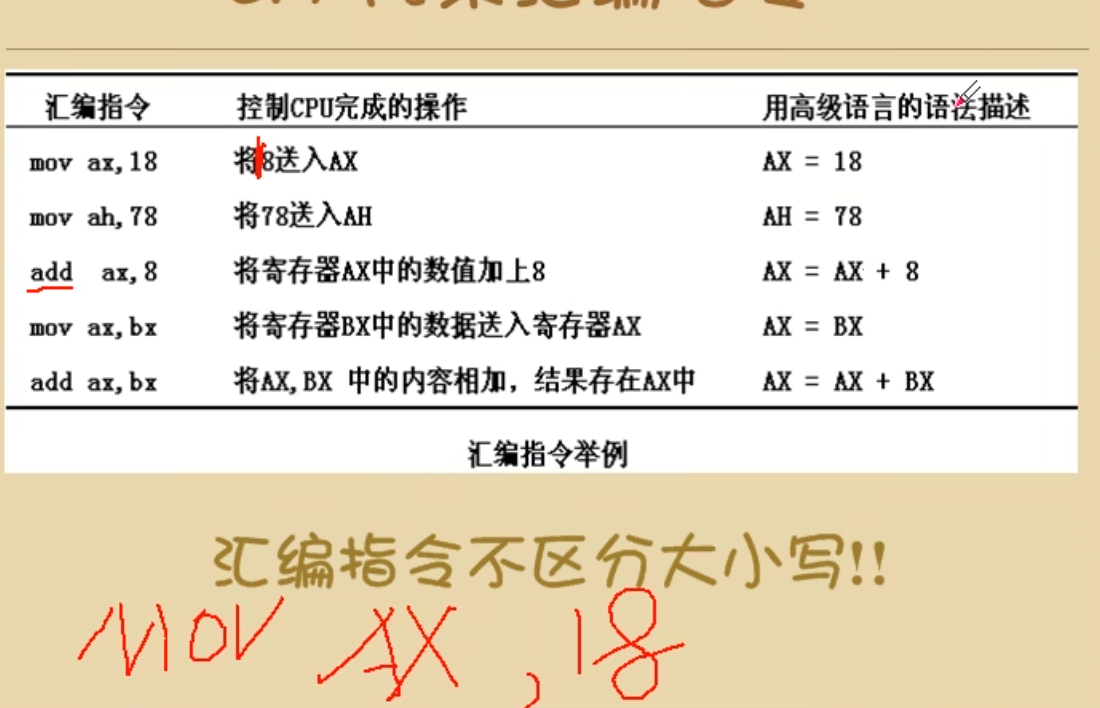 汇编指令 控制CPU完成的操作 用高级语言的语法描述
mov ax,18 将18送入AX AX = 18
mov ah,78 将78送入AH AH = 78
add ax,8 将寄存器AX中的数值加上8 AX = AX + 8
mov ax,bx 将寄存器BX中的数据送入寄存器AX AX = BX
add ax,bx 将AX,BX 中的内容相加，结果存在AX中 AX = AX + BX
汇编指令举例
汇编指令不区分大小写!!
MOV AX , 18